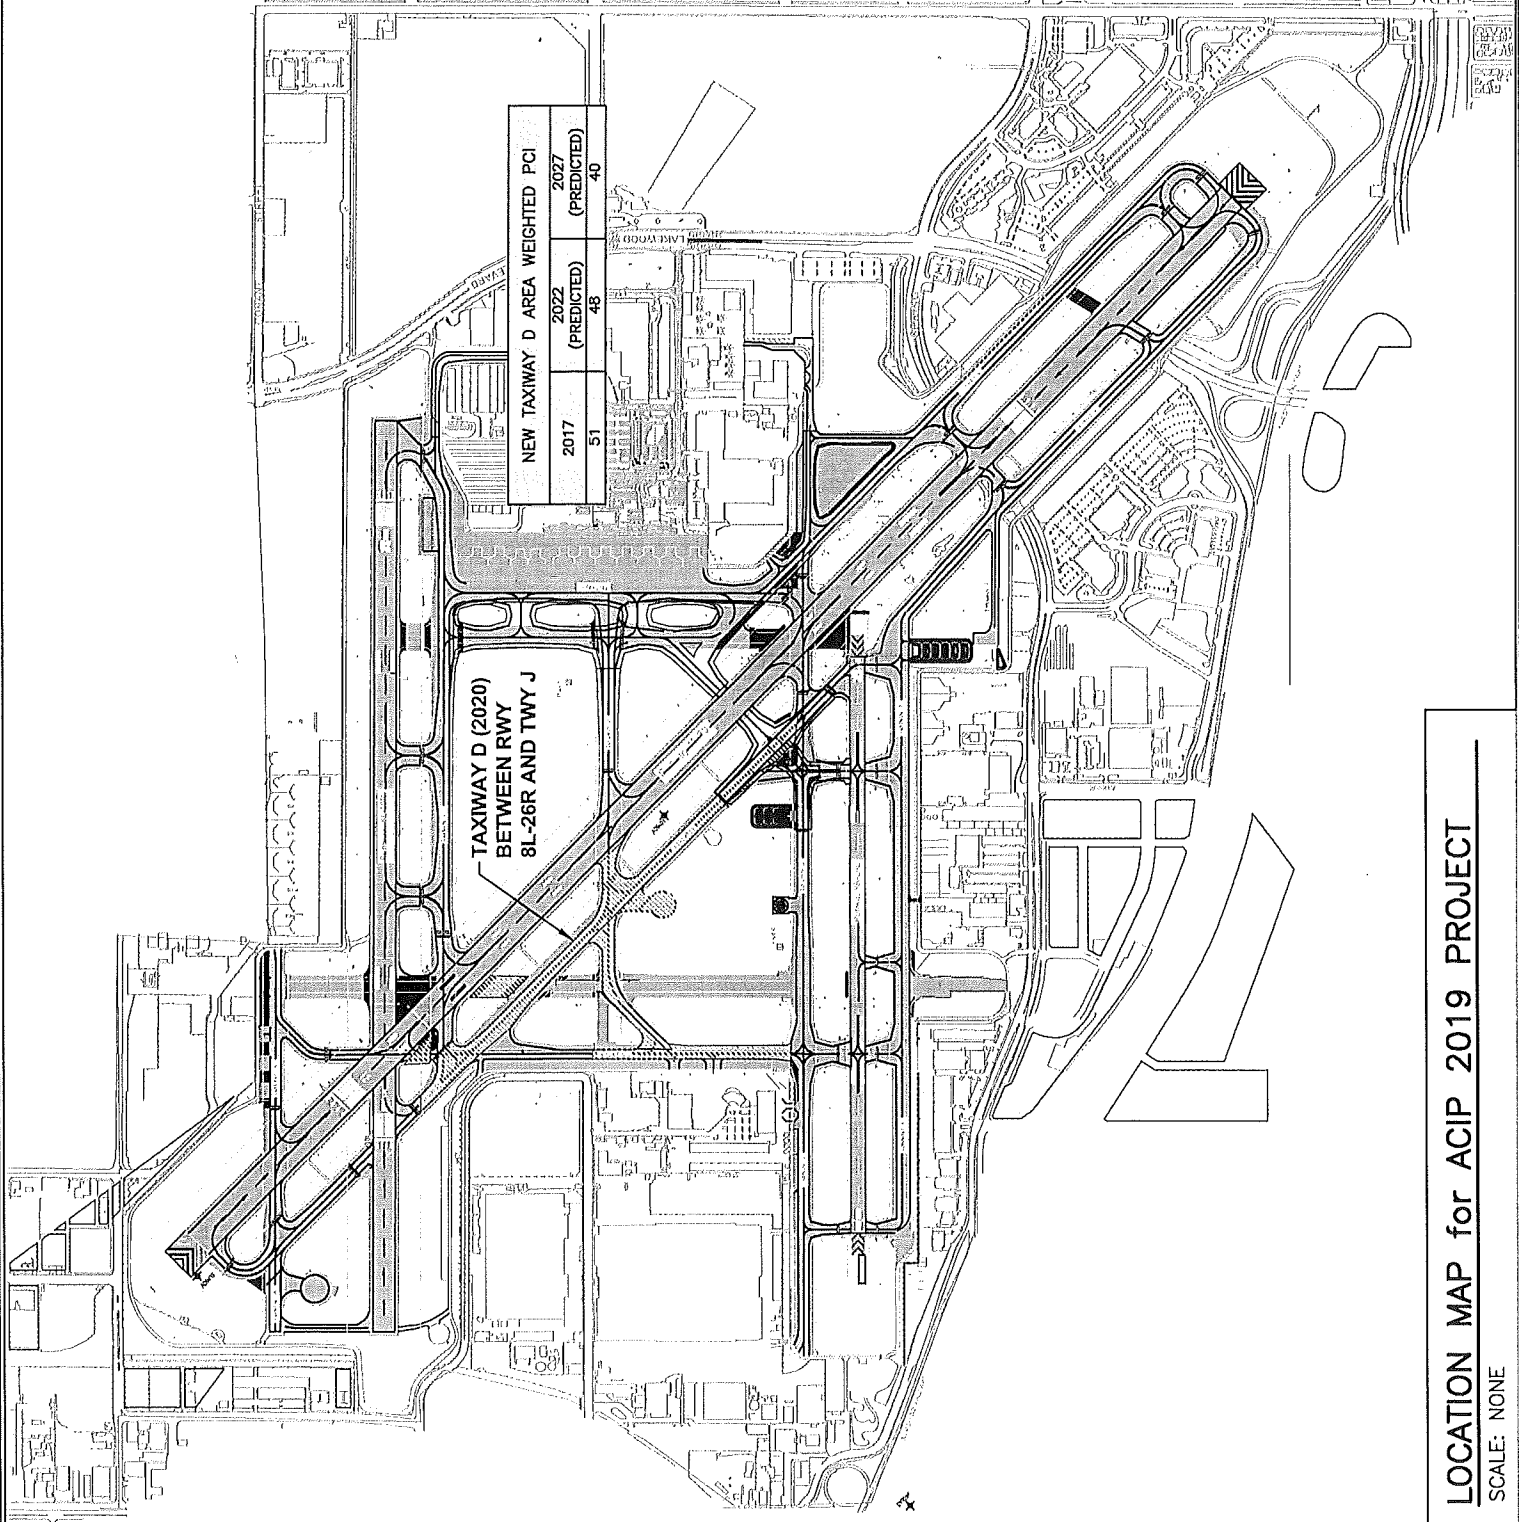 NEW TAXIWAY D AREA WEIGHTED PCI
2017
2022
(PREDICTED)
2027
(PREDICTED)
51
48
40
LAKEWOOD
TAXIWAY D (2020)
BETWEEN RWY
8L-26R AND TWY J
LOCATION MAP for ACIP 2019 PROJECT
SCALE: NONE